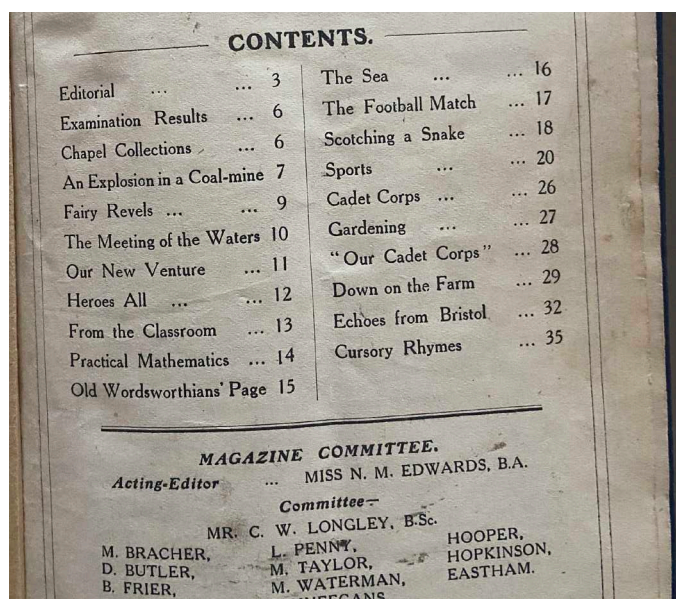 CONTENTS.
Editorial ... ... 3
Examination Results ... 6
Chapel Collections ... 6
An Explosion in a Coal-mine 7
Fairy Revels ... ... 9
The Meeting of the Waters 10
Our New Venture ... 11
Heroes All ... ... 12
From the Classroom ... 13
Practical Mathematics ... 14
Old Wordsworthians' Page 15
The Sea ... ... 16
The Football Match ... 17
Scotching a Snake ... 18
Sports ... ... 20
Cadet Corps ... ... 26
Gardening ... ... 27
"Our Cadet Corps" ... 28
Down on the Farm ... 29
Echoes from Bristol ... 32
Cursory Rhymes ... 35
MAGAZINE COMMITTEE.
Acting-Editor ... MISS N. M. EDWARDS, B.A.
Committee—
MR. C. W. LONGLEY, B.Sc.
M. BRACHER,
D. BUTLER,
B. FRIER,
L. PENNY,
M. TAYLOR,
M. WATERMAN,
HOOPER,
HOPKINSON,
EASTHAM.